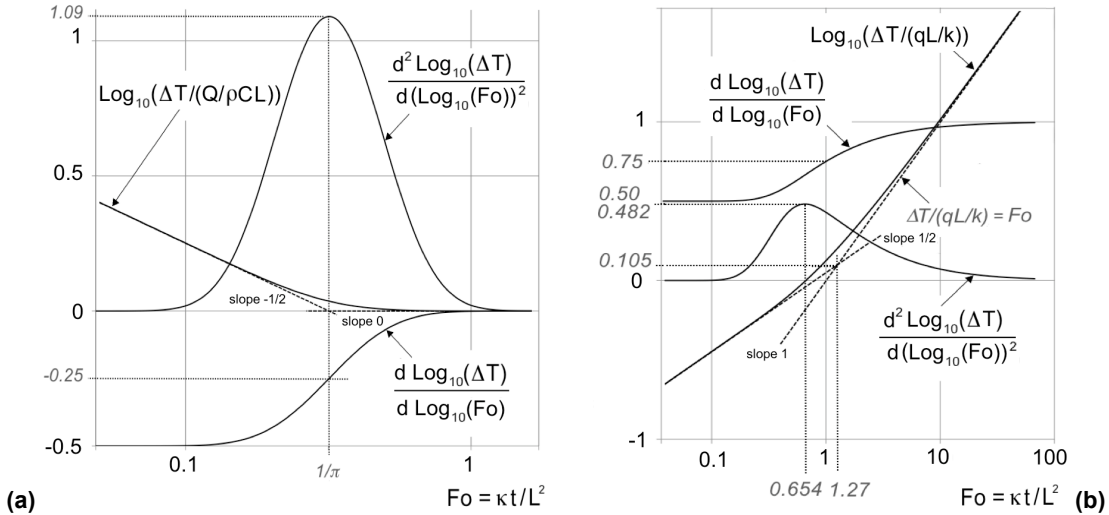 1.09
1
Log10(ΔT/(Q/ρCL))
d² Log10(ΔT)
d (Log10(Fo))²
0.5
0
slope -1/2
slope 0
-0.25
d Log10(ΔT)
d Log10(Fo)
-0.5
0.1
1/π
1
(a)
Fo = κt/L²
Log10(ΔT/(qL/k))
d Log10(ΔT)
d Log10(Fo)
1
0.75
0.50
0.482
ΔT/(qL/k) = Fo
slope 1/2
0.105
0
slope 1
d² Log10(ΔT)
d (Log10(Fo))²
-1
0.1
1
10
100
0.654
1.27
Fo = κt/L²
(b)